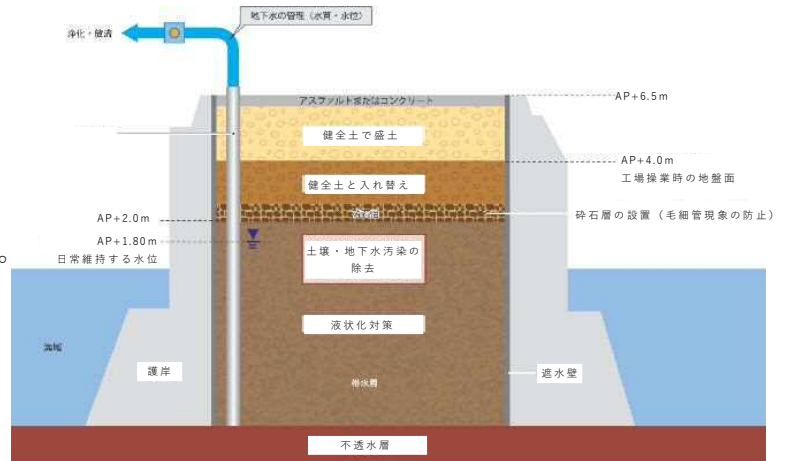 地下水の管理（水質・水位）
浄化・放流
アスファルトまたはコンクリート
AP+6.5m
健全土で盛土
AP+4.0m
工場操業時の地盤面
健全土と入れ替え
砕石層
砕石層の設置（毛細管現象の防止）
AP+2.0m
AP+1.80m
日常維持する水位
土壌・地下水汚染の
除去
液状化対策
海域
護岸
帯水層
遮水壁
不透水層